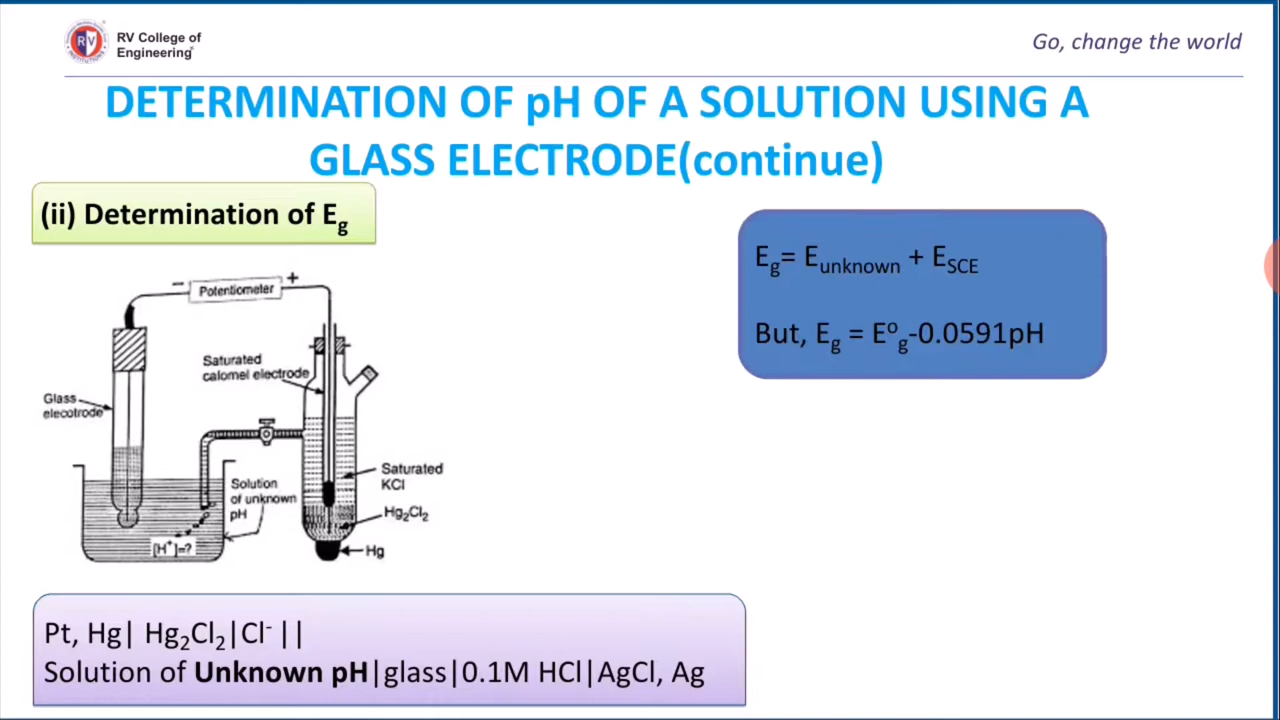 RV College of
Engineering
Go, change the world
DETERMINATION OF pH OF A SOLUTION USING A
GLASS ELECTRODE(continue)
(ii) Determination of Eg
Eg= Eunknown + ESCE
But, Eg = Eog-0.0591pH
− Potentiometer +
Saturated
calomel electrode
Glass
elecotrode
Saturated
KCl
Solution
of unknown
pH
Hg2Cl2
[H+]=?
Hg
Pt, Hg| Hg2Cl2|Cl- ||
Solution of Unknown pH|glass|0.1M HCl|AgCl, Ag